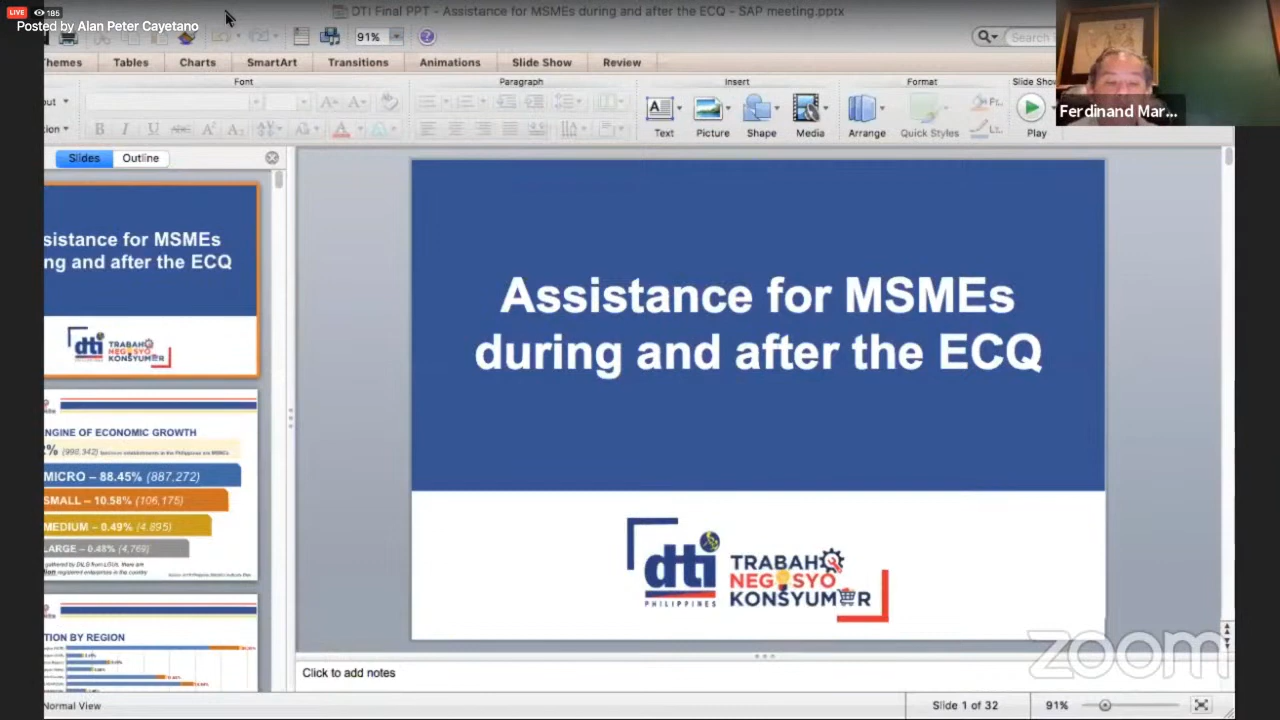 LIVE 185
Posted by Alan Peter Cayetano
DTI Final PPT - Assistance for MSMEs during and after the ECQ - SAP meeting.pptx
91%
Search
Ferdinand Mar...
hemes Tables Charts SmartArt Transitions Animations Slide Show Review
Font Paragraph Insert Format Slide Sho
Text Picture Shape Media Arrange Quick Styles Play
Slides Outline
sistance for MSMEs
ng and after the ECQ
dti TRABAHO
NEGOSYO
KONSYUMER
NGINE OF ECONOMIC GROWTH
MICRO – 88.45% (887,272)
SMALL – 10.58% (106,175)
MEDIUM – 0.49% (4,895)
LARGE – 0.48% (4,769)
TION BY REGION
Assistance for MSMEs
during and after the ECQ
dti
PHILIPPINES
TRABAHO
NEGOSYO
KONSYUMER
zoom
Click to add notes
Normal View Slide 1 of 32 91%